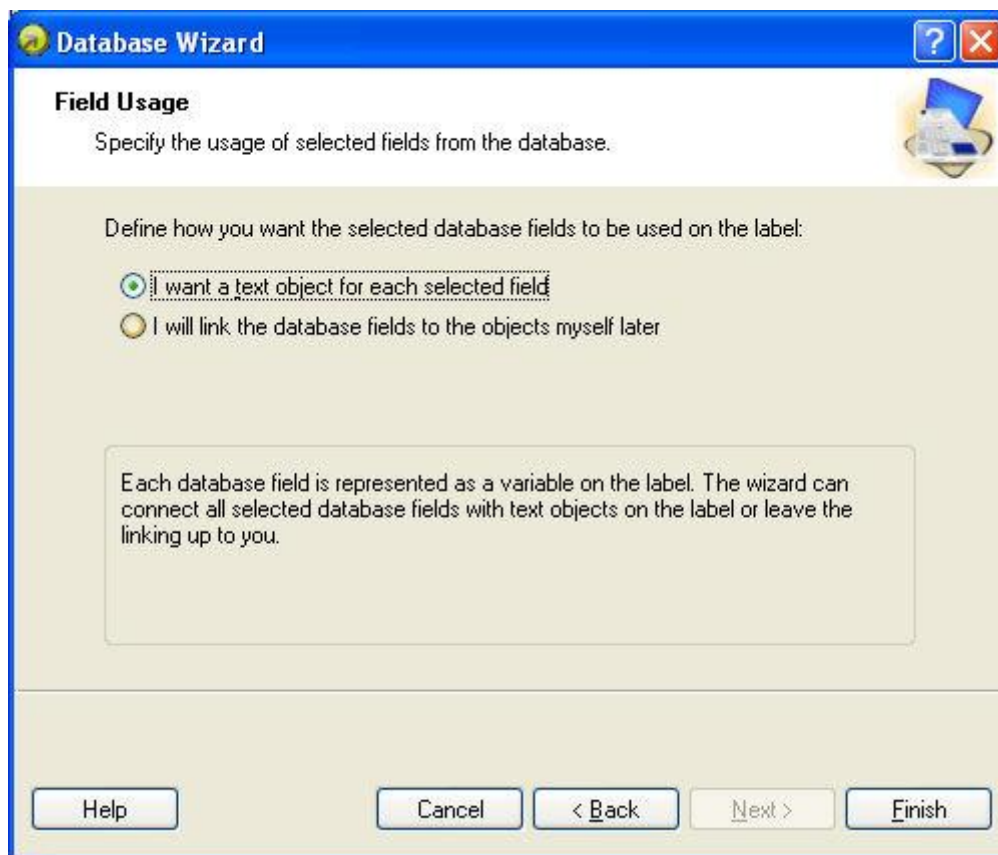 Database Wizard
Field Usage
Specify the usage of selected fields from the database.
Define how you want the selected database fields to be used on the label:
I want a text object for each selected field
I will link the database fields to the objects myself later
Each database field is represented as a variable on the label. The wizard can
connect all selected database fields with text objects on the label or leave the
linking up to you.
Help
Cancel
< Back
Next >
Finish